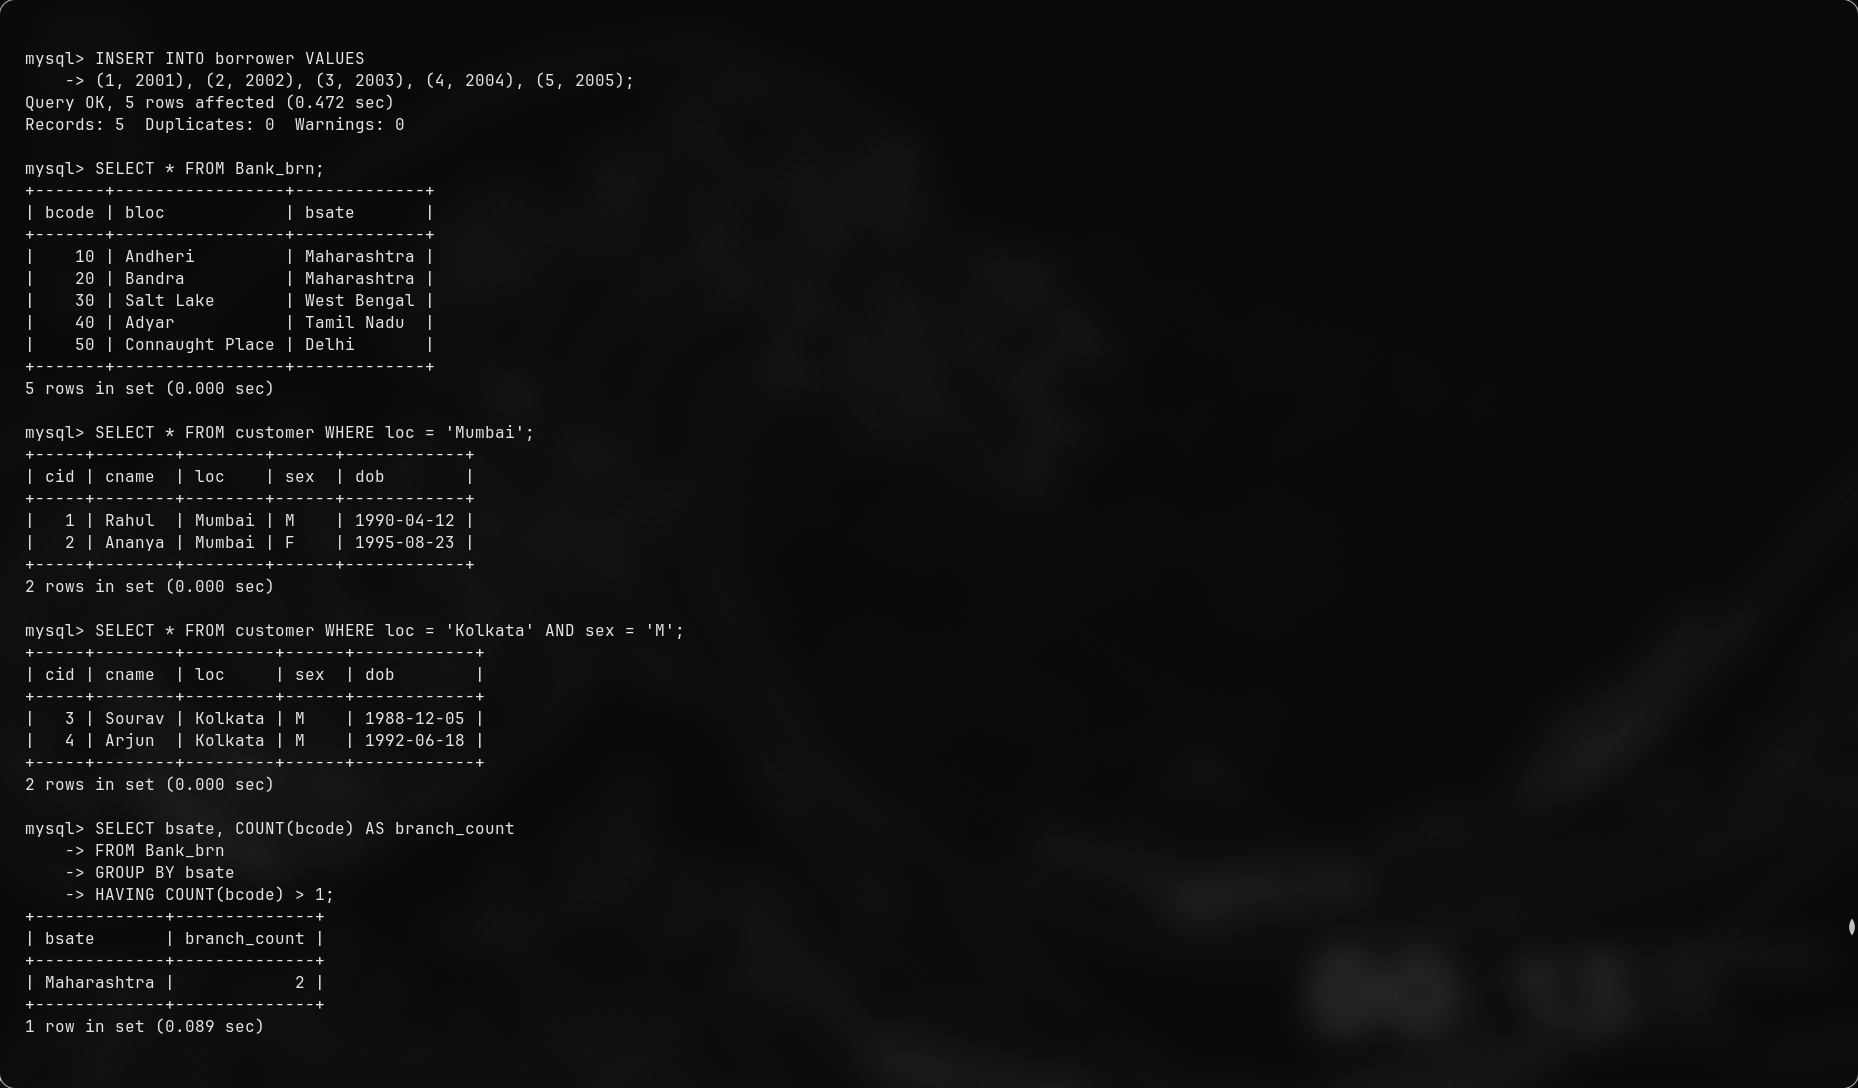 mysql> INSERT INTO borrower VALUES
    -> (1, 2001), (2, 2002), (3, 2003), (4, 2004), (5, 2005);
Query OK, 5 rows affected (0.472 sec)
Records: 5  Duplicates: 0  Warnings: 0

mysql> SELECT * FROM Bank_brn;
+-------+-----------------+-------------+
| bcode | bloc            | bsate       |
+-------+-----------------+-------------+
|    10 | Andheri         | Maharashtra |
|    20 | Bandra          | Maharashtra |
|    30 | Salt Lake       | West Bengal |
|    40 | Adyar           | Tamil Nadu  |
|    50 | Connaught Place | Delhi       |
+-------+-----------------+-------------+
5 rows in set (0.000 sec)

mysql> SELECT * FROM customer WHERE loc = 'Mumbai';
+-----+--------+--------+------+------------+
| cid | cname  | loc    | sex  | dob        |
+-----+--------+--------+------+------------+
|   1 | Rahul  | Mumbai | M    | 1990-04-12 |
|   2 | Ananya | Mumbai | F    | 1995-08-23 |
+-----+--------+--------+------+------------+
2 rows in set (0.000 sec)

mysql> SELECT * FROM customer WHERE loc = 'Kolkata' AND sex = 'M';
+-----+--------+---------+------+------------+
| cid | cname  | loc     | sex  | dob        |
+-----+--------+---------+------+------------+
|   3 | Sourav | Kolkata | M    | 1988-12-05 |
|   4 | Arjun  | Kolkata | M    | 1992-06-18 |
+-----+--------+---------+------+------------+
2 rows in set (0.000 sec)

mysql> SELECT bsate, COUNT(bcode) AS branch_count
    -> FROM Bank_brn
    -> GROUP BY bsate
    -> HAVING COUNT(bcode) > 1;
+-------------+--------------+
| bsate       | branch_count |
+-------------+--------------+
| Maharashtra |            2 |
+-------------+--------------+
1 row in set (0.089 sec)